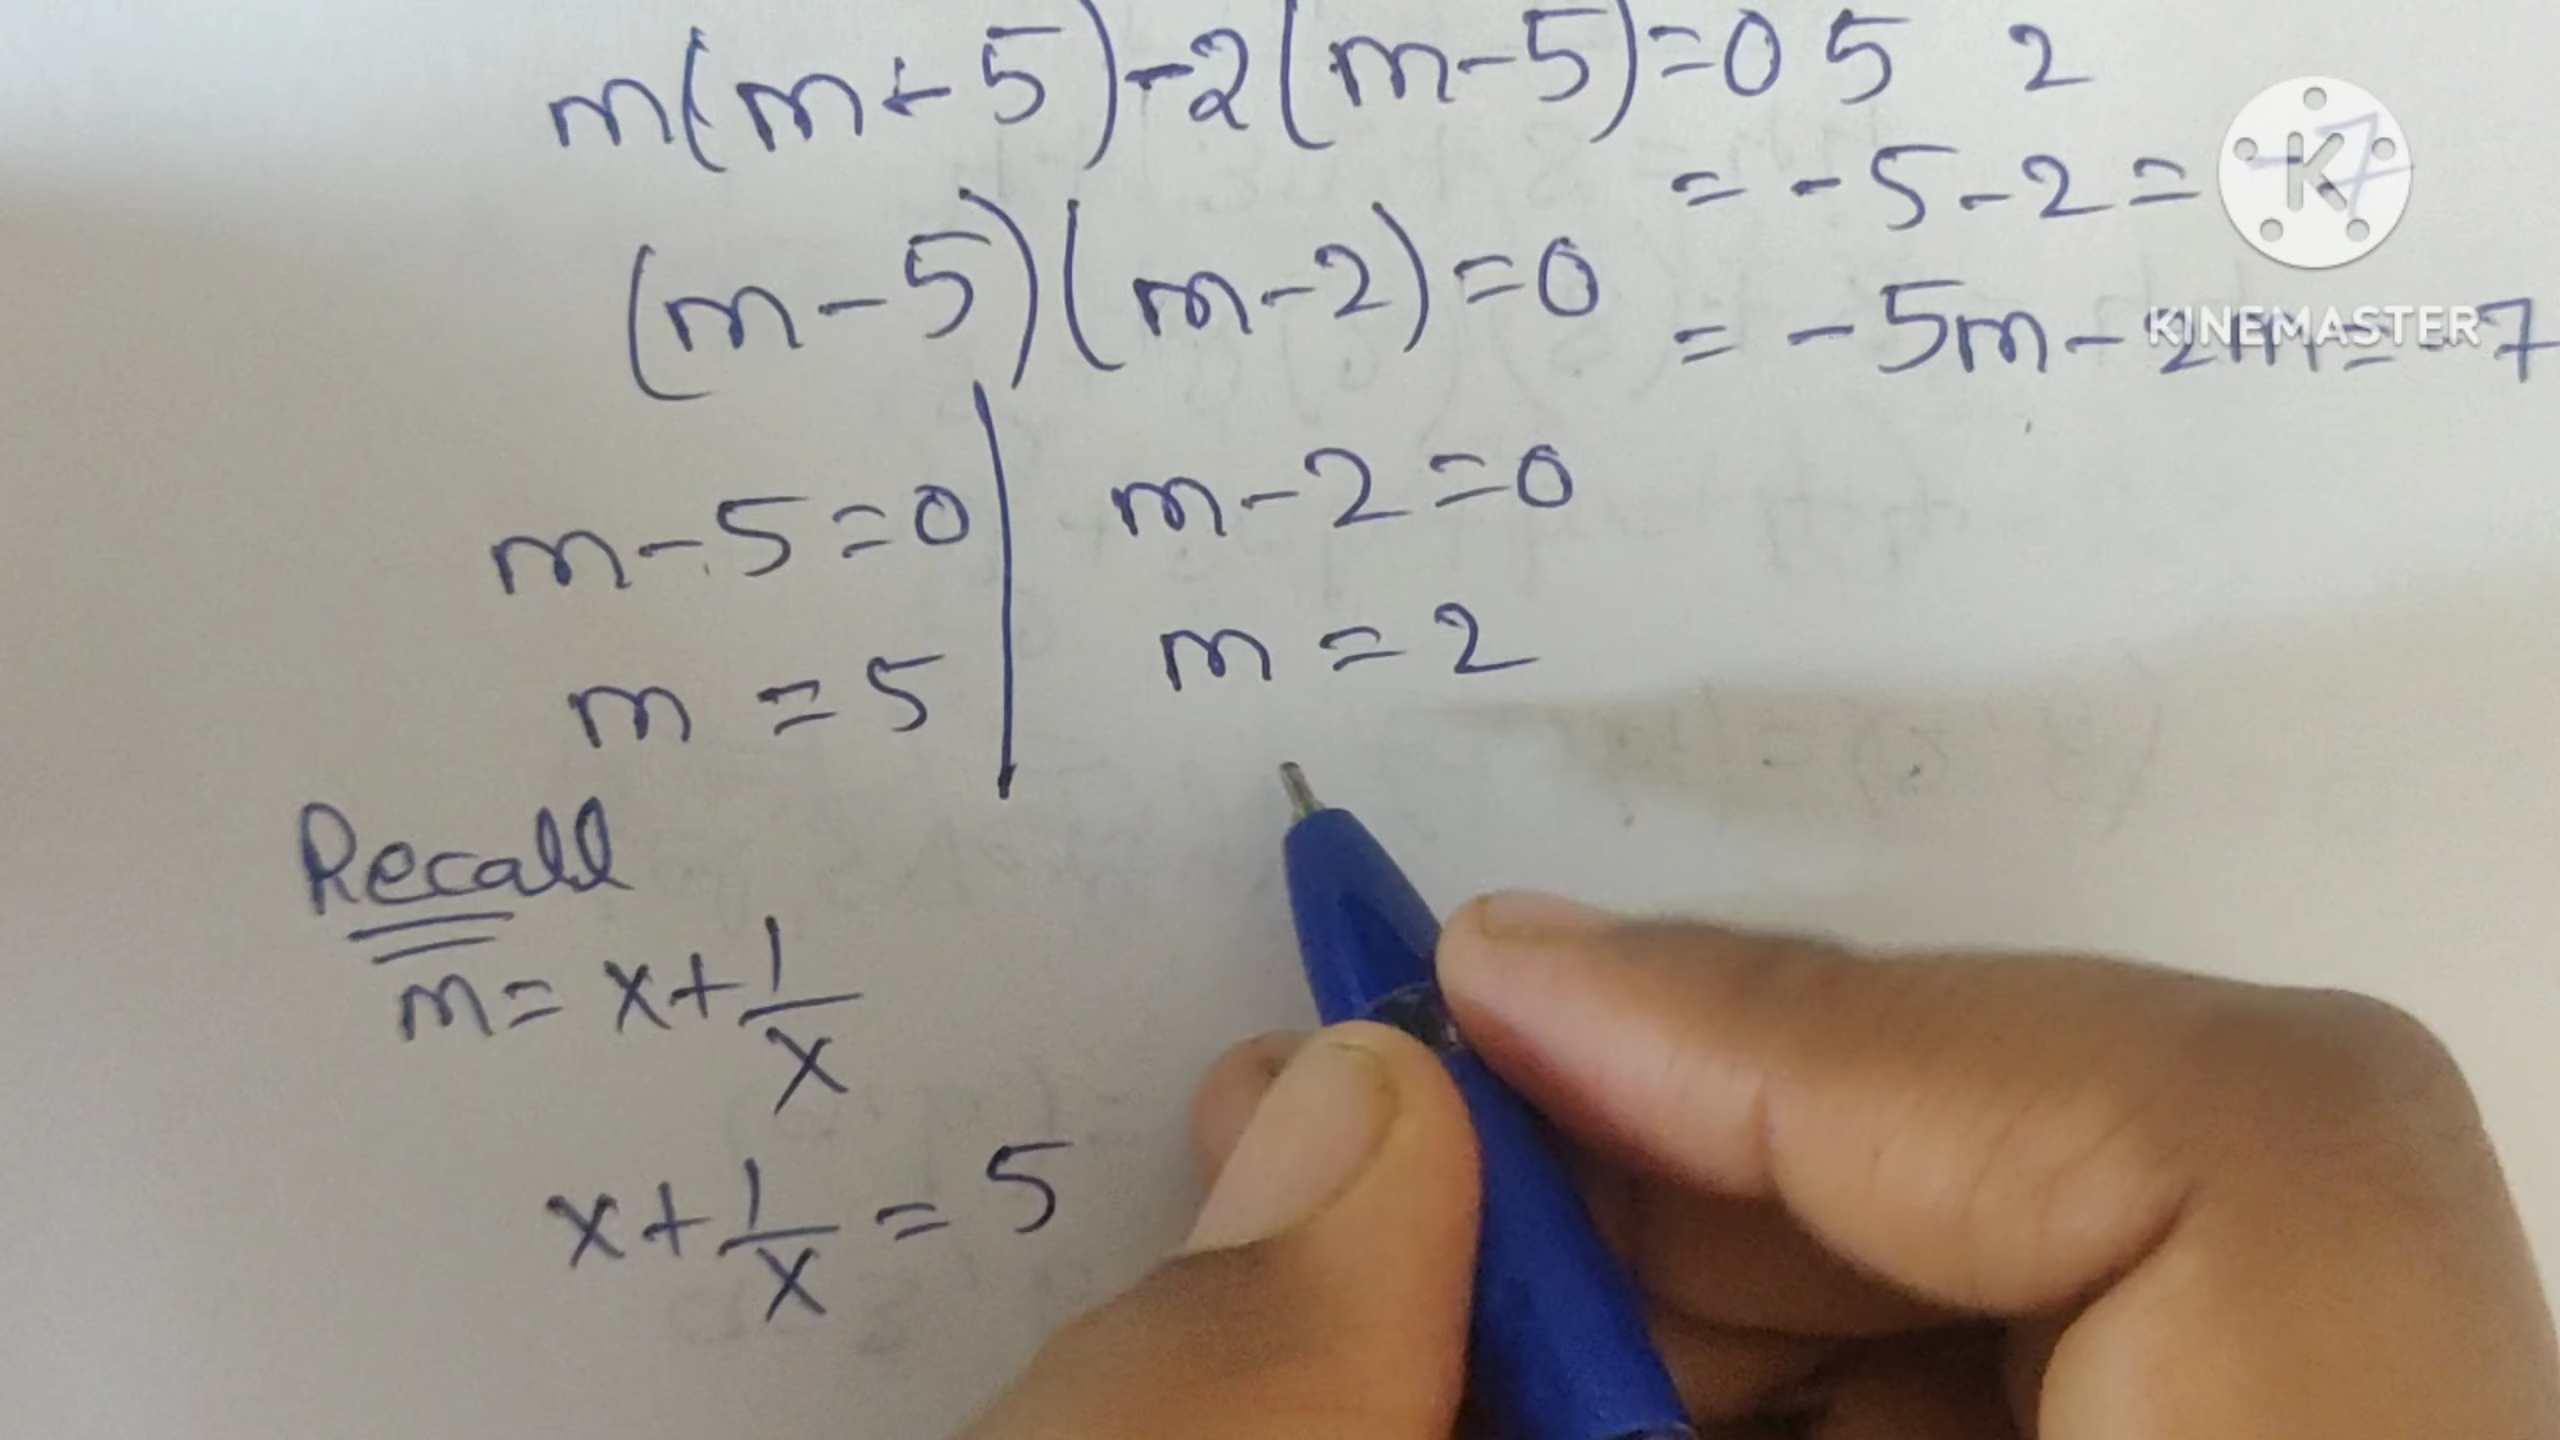 m(m-5)-2(m-5)=0 5 2
= -5-2= -7
(m-5)(m-2)=0
= -5m-2m=-7
KINEMASTER
m-5=0 m-2=0
m = 5 m = 2
Recall
m= x+1/x
x+1/x = 5